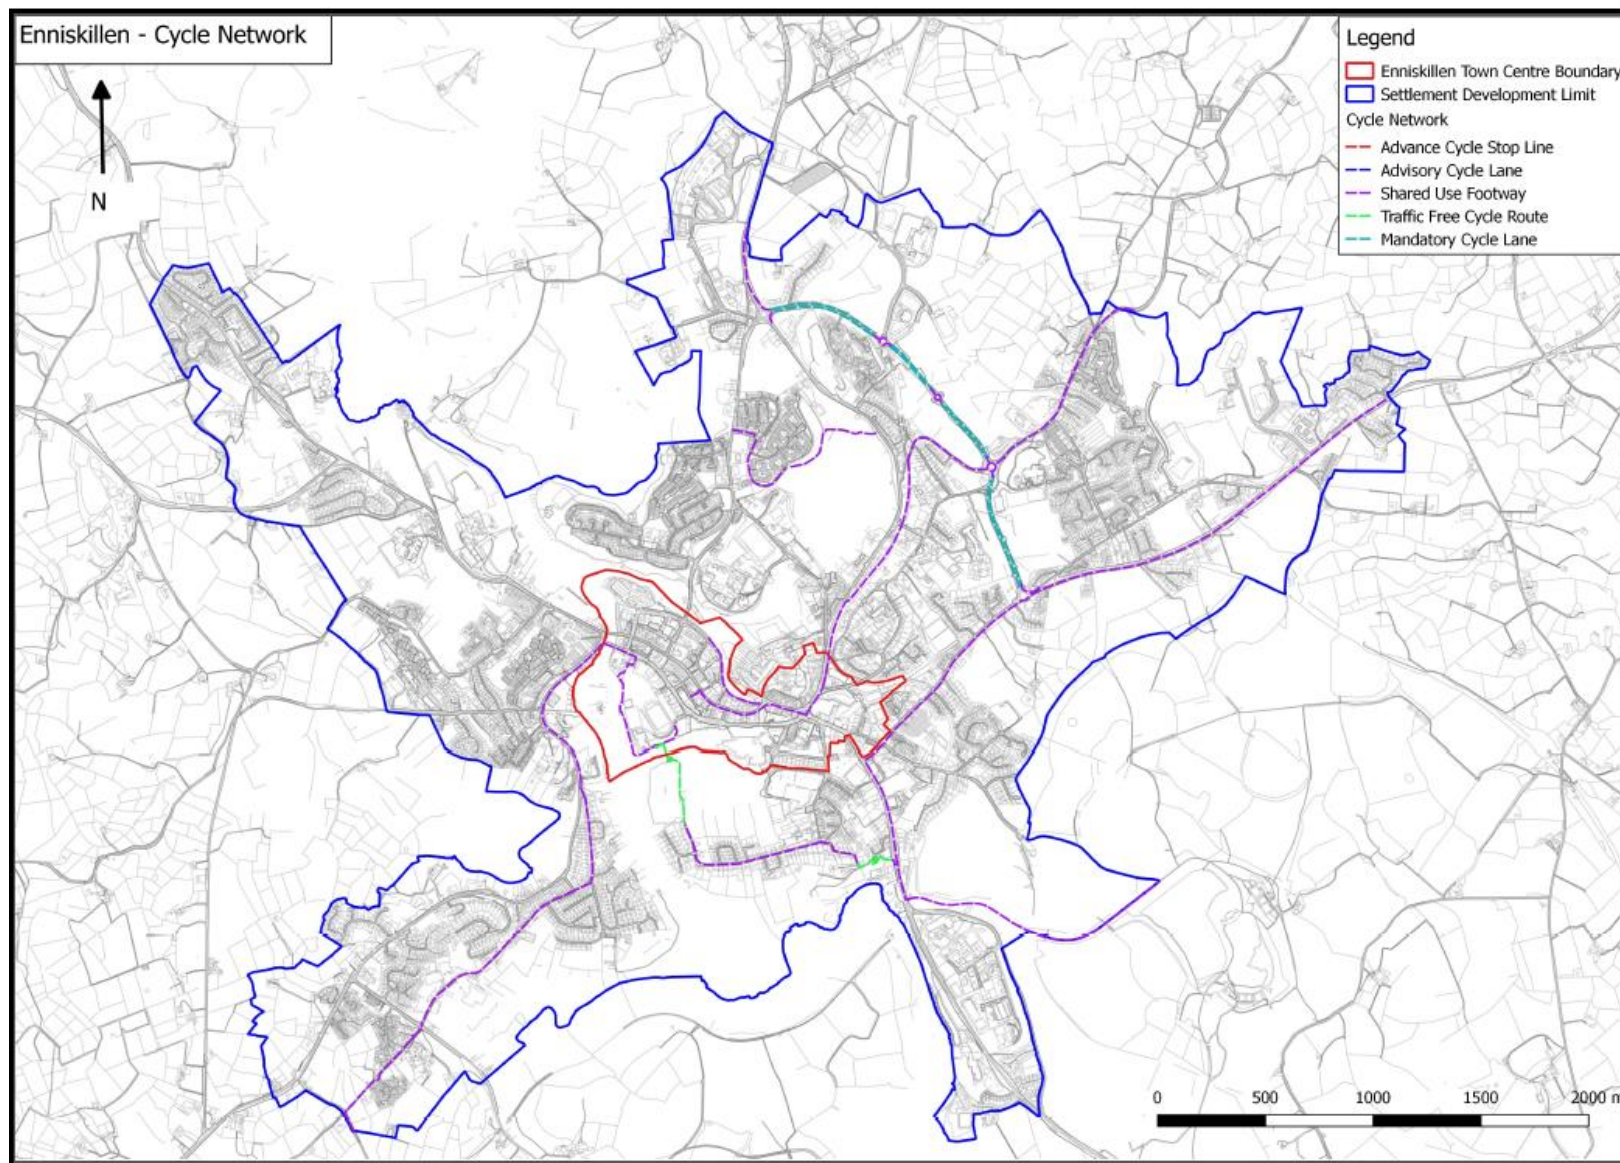 Enniskillen - Cycle Network
N
Legend
Enniskillen Town Centre Boundary
Settlement Development Limit
Cycle Network
Advance Cycle Stop Line
Advisory Cycle Lane
Shared Use Footway
Traffic Free Cycle Route
Mandatory Cycle Lane
0 500 1000 1500 2000 m